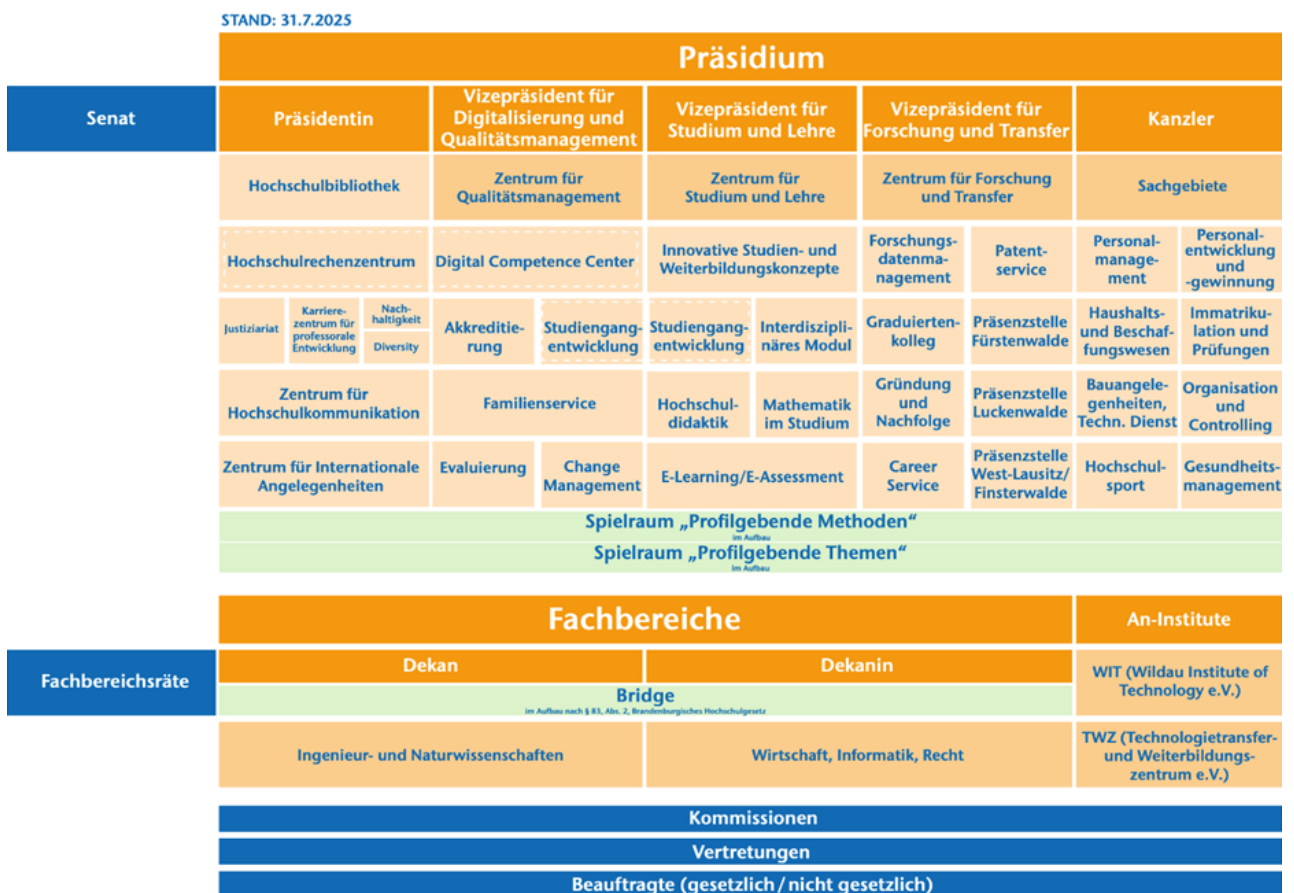 STAND: 31.7.2025
Präsidium
Senat
Präsidentin
Vizepräsident für
Digitalisierung und
Qualitätsmanagement
Vizepräsident für
Studium und Lehre
Vizepräsident für
Forschung und Transfer
Kanzler
Hochschulbibliothek
Zentrum für
Qualitätsmanagement
Zentrum für
Studium und Lehre
Zentrum für Forschung
und Transfer
Sachgebiete
Hochschulrechenzentrum
Digital Competence Center
Innovative Studien- und
Weiterbildungskonzepte
Forschungs-
datenma-
nagement
Patent-
service
Personal-
manage-
ment
Personal-
entwicklung
und
-gewinnung
Justiziariat
Karriere-
zentrum für
professorale
Entwicklung
Nach-
haltigkeit
Diversity
Akkreditie-
rung
Studiengang-
entwicklung
Studiengang-
entwicklung
Interdiszipli-
näres Modul
Graduierten-
kolleg
Präsenzstelle
Fürstenwalde
Haushalts-
und Beschaf-
fungswesen
Immatriku-
lation und
Prüfungen
Zentrum für
Hochschulkommunikation
Familienservice
Hochschul-
didaktik
Mathematik
im Studium
Gründung
und
Nachfolge
Präsenzstelle
Luckenwalde
Bauangele-
genheiten,
Techn. Dienst
Organisation
und
Controlling
Zentrum für Internationale
Angelegenheiten
Evaluierung
Change
Management
E-Learning/E-Assessment
Career
Service
Präsenzstelle
West-Lausitz/
Finsterwalde
Hochschul-
sport
Gesundheits-
management
Spielraum „Profilgebende Methoden“
im Aufbau
Spielraum „Profilgebende Themen“
im Aufbau
Fachbereiche
An-Institute
Fachbereichsräte
Dekan
Dekanin
Bridge
im Aufbau nach § 83, Abs. 2, Brandenburgisches Hochschulgesetz
WIT (Wildau Institute of
Technology e.V.)
Ingenieur- und Naturwissenschaften
Wirtschaft, Informatik, Recht
TWZ (Technologietransfer-
und Weiterbildungs-
zentrum e.V.)
Kommissionen
Vertretungen
Beauftragte (gesetzlich / nicht gesetzlich)